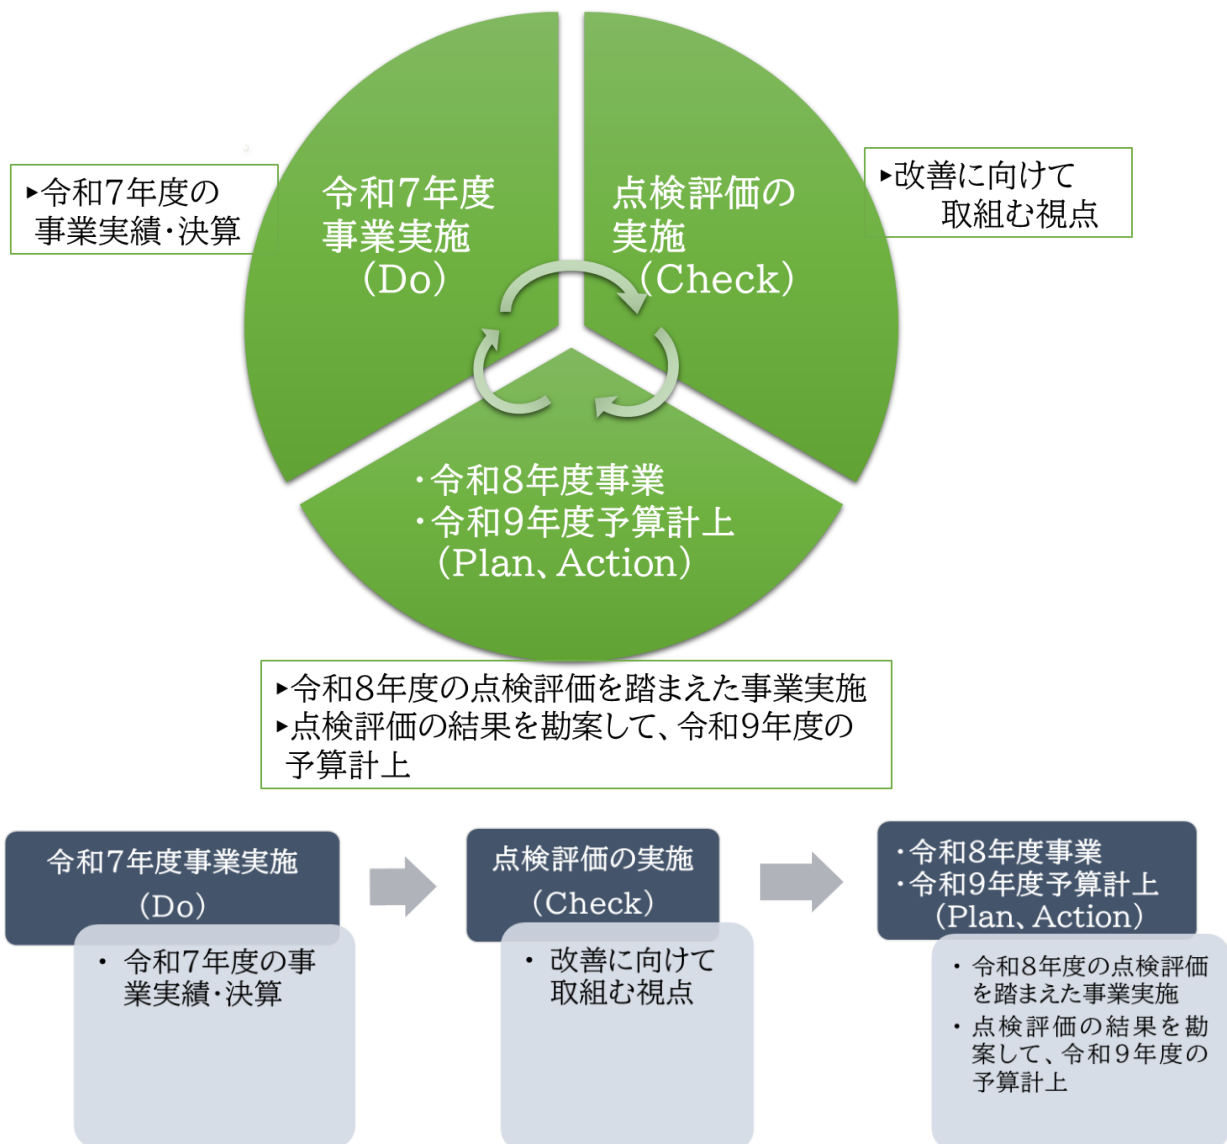 ▸令和7年度の
事業実績・決算
令和7年度
事業実施
(Do)
点検評価の
実施
(Check)
▸改善に向けて
取組む視点
・令和8年度事業
・令和9年度予算計上
(Plan、Action)
▸令和8年度の点検評価を踏まえた事業実施
▸点検評価の結果を勘案して、令和9年度の
予算計上
令和7年度事業実施
(Do)
・ 令和7年度の事
業実績・決算
点検評価の実施
(Check)
・ 改善に向けて
取組む視点
・令和8年度事業
・令和9年度予算計上
(Plan、Action)
・ 令和8年度の点検評価
を踏まえた事業実施
・ 点検評価の結果を勘
案して、令和9年度の
予算計上